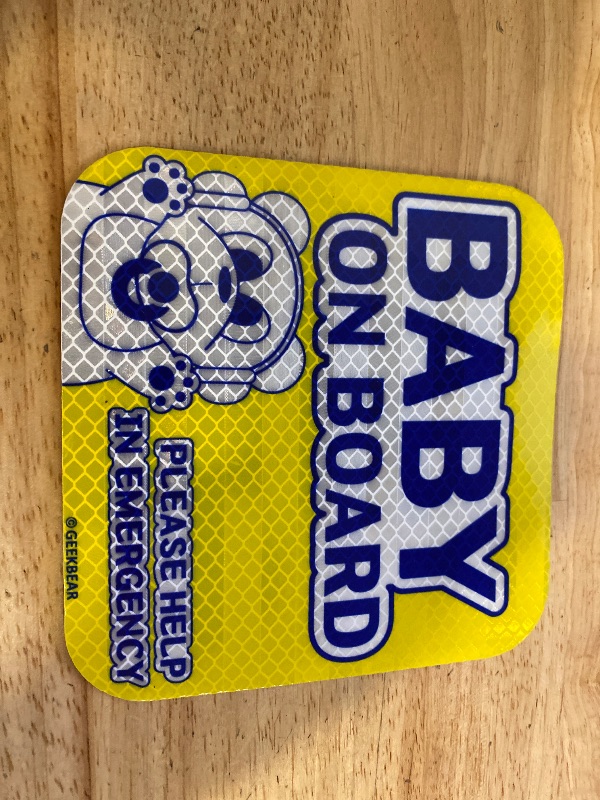 BABY
ON BOARD
PLEASE HELP
IN EMERGENCY
©GEEKBEAR